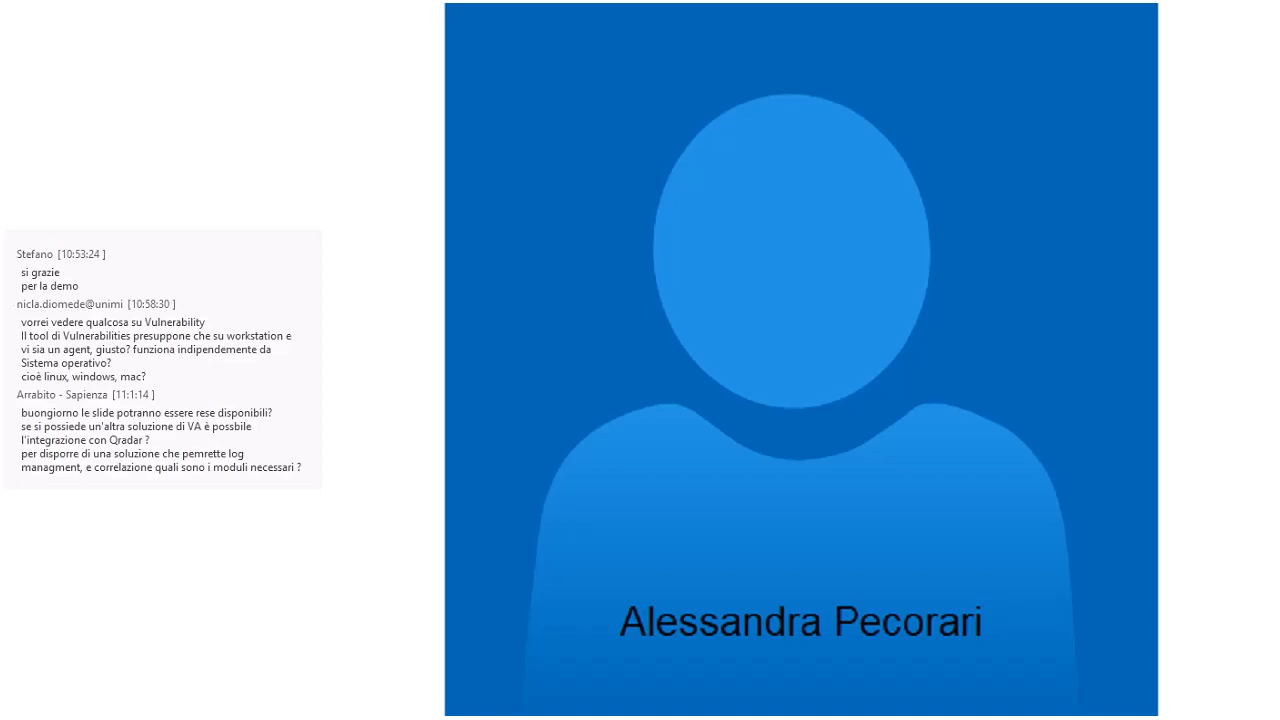 Stefano [10:53:24 ]
si grazie
per la demo
nicla.diomede@unimi [10:58:30 ]
vorrei vedere qualcosa su Vulnerability
Il tool di Vulnerabilities presuppone che su workstation e
vi sia un agent, giusto? funziona indipendemente da
Sistema operativo?
cioè linux, windows, mac?
Arrabito - Sapienza [11:1:14 ]
buongiorno le slide potranno essere rese disponibili?
se si possiede un'altra soluzione di VA è possbile
l'integrazione con Qradar ?
per disporre di una soluzione che pemrette log
managment, e correlazione quali sono i moduli necessari ?
Alessandra Pecorari